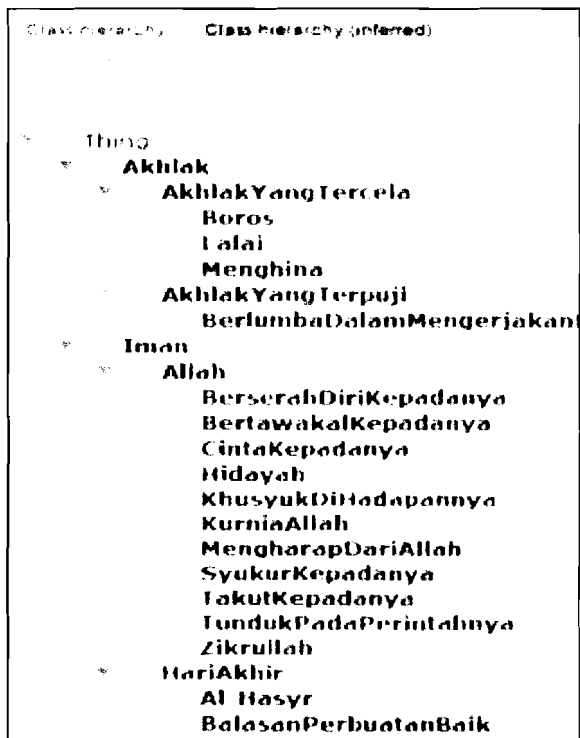 Class hierarchy Class hierarchy (inferred)
Thing
Akhlak
AkhlakYangTercela
Boros
Lalai
Menghina
AkhlakYangTerpuji
BerlumbaDalamMengerjakan
Iman
Allah
BerserahDiriKepadanya
BertawakalKepadanya
CintaKepadanya
Hidayah
KhusyukDiHadapannya
KurniaAllah
MengharapDariAllah
SyukurKepadanya
TakutKepadanya
TundukPadaPerintahnya
Zikrullah
HariAkhir
Al Hasyr
BalasanPerbuatanBaik